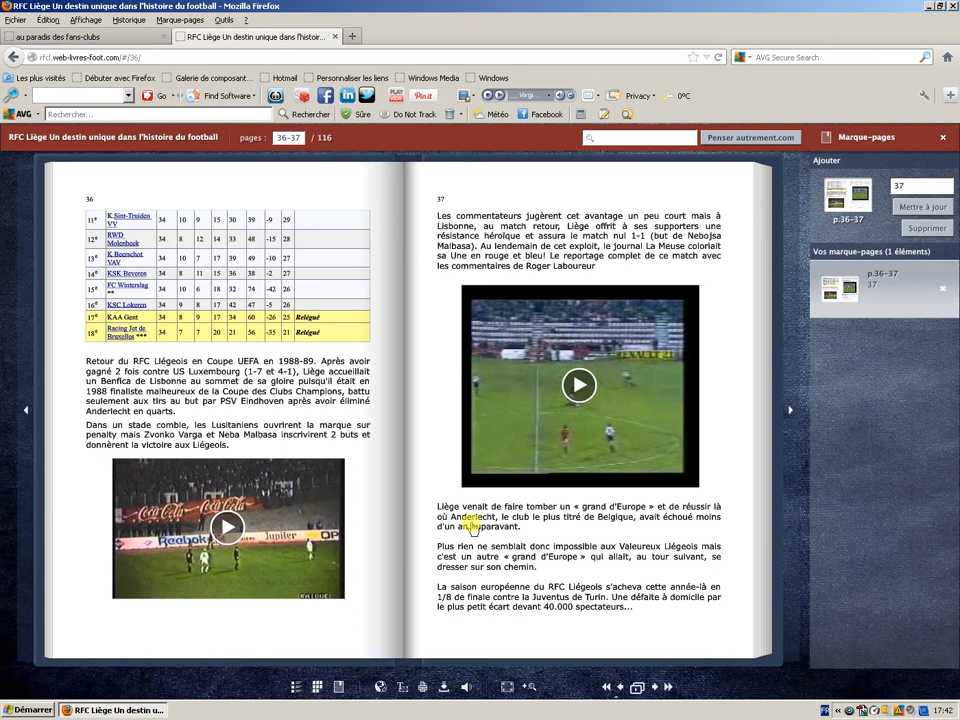 RFC Liège Un destin unique dans l'histoire du football - Mozilla Firefox
Fichier Édition Affichage Historique Marque-pages Outils ?
au paradis des fans-clubs × RFC Liège Un destin unique dans l'histoir... × +
rfcl.web-livres-foot.com/#/36/ AVG Secure Search
Les plus visités Débuter avec Firefox Galerie de composant... Hotmail Personnaliser les liens Windows Media Windows
Go Find Software PLAY VIEW Pin it Virgi... Privacy 0°C
AVG Rechercher... Rechercher Sûre Do Not Track Météo Facebook
RFC Liège Un destin unique dans l'histoire du football pages : 36-37 / 116 Penser autrement.com Marque-pages ×
Ajouter
37
p.36-37
Mettre à jour
Supprimer
Vos marque-pages (1 éléments)
p.36-37
37
36
11e K.Sint-Truiden VV 34 10 9 15 30 39 -9 29
12e RWD Molenbeek 34 8 12 14 33 48 -15 28
13e K Beerschot VAV 34 10 7 17 39 49 -10 27
14e KSK Beveren 34 8 11 15 36 38 -2 27
15e FC Winterslag ** 34 10 6 18 32 74 -42 26
16e KSC Lokeren 34 9 8 17 42 47 -5 26
17e KAA Gent 34 8 9 17 34 60 -26 25 Relégué
18e Racing Jet de Bruxelles *** 34 7 7 20 21 56 -35 21 Relégué
Retour du RFC Liégeois en Coupe UEFA en 1988-89. Après avoir
gagné 2 fois contre US Luxembourg (1-7 et 4-1), Liège accueillait
un Benfica de Lisbonne au sommet de sa gloire puisqu'il était en
1988 finaliste malheureux de la Coupe des Clubs Champions, battu
seulement aux tirs au but par PSV Eindhoven après avoir éliminé
Anderlecht en quarts.
Dans un stade comble, les Lusitaniens ouvrirent la marque sur
penalty mais Zvonko Varga et Neba Malbasa inscrivirent 2 buts et
donnèrent la victoire aux Liégeois.
Coca-Cola Coca-Cola
Reebok Jupiler
37
Les commentateurs jugèrent cet avantage un peu court mais à
Lisbonne, au match retour, Liège offrit à ses supporters une
résistance héroïque et assura le match nul 1-1 (but de Nebojsa
Malbasa). Au lendemain de cet exploit, le journal La Meuse coloriait
sa Une en rouge et bleu! Le reportage complet de ce match avec
les commentaires de Roger Laboureur
RENAULT 21
Liège venait de faire tomber un « grand d'Europe » et de réussir là
où Anderlecht, le club le plus titré de Belgique, avait échoué moins
d'un an auparavant.
Plus rien ne semblait donc impossible aux Valeureux Liégeois mais
c'est un autre « grand d'Europe » qui allait, au tour suivant, se
dresser sur son chemin.
La saison européenne du RFC Liégeois s'acheva cette année-là en
1/8 de finale contre la Juventus de Turin. Une défaite à domicile par
le plus petit écart devant 40.000 spectateurs...
Démarrer RFC Liège Un destin u... FR 17:42